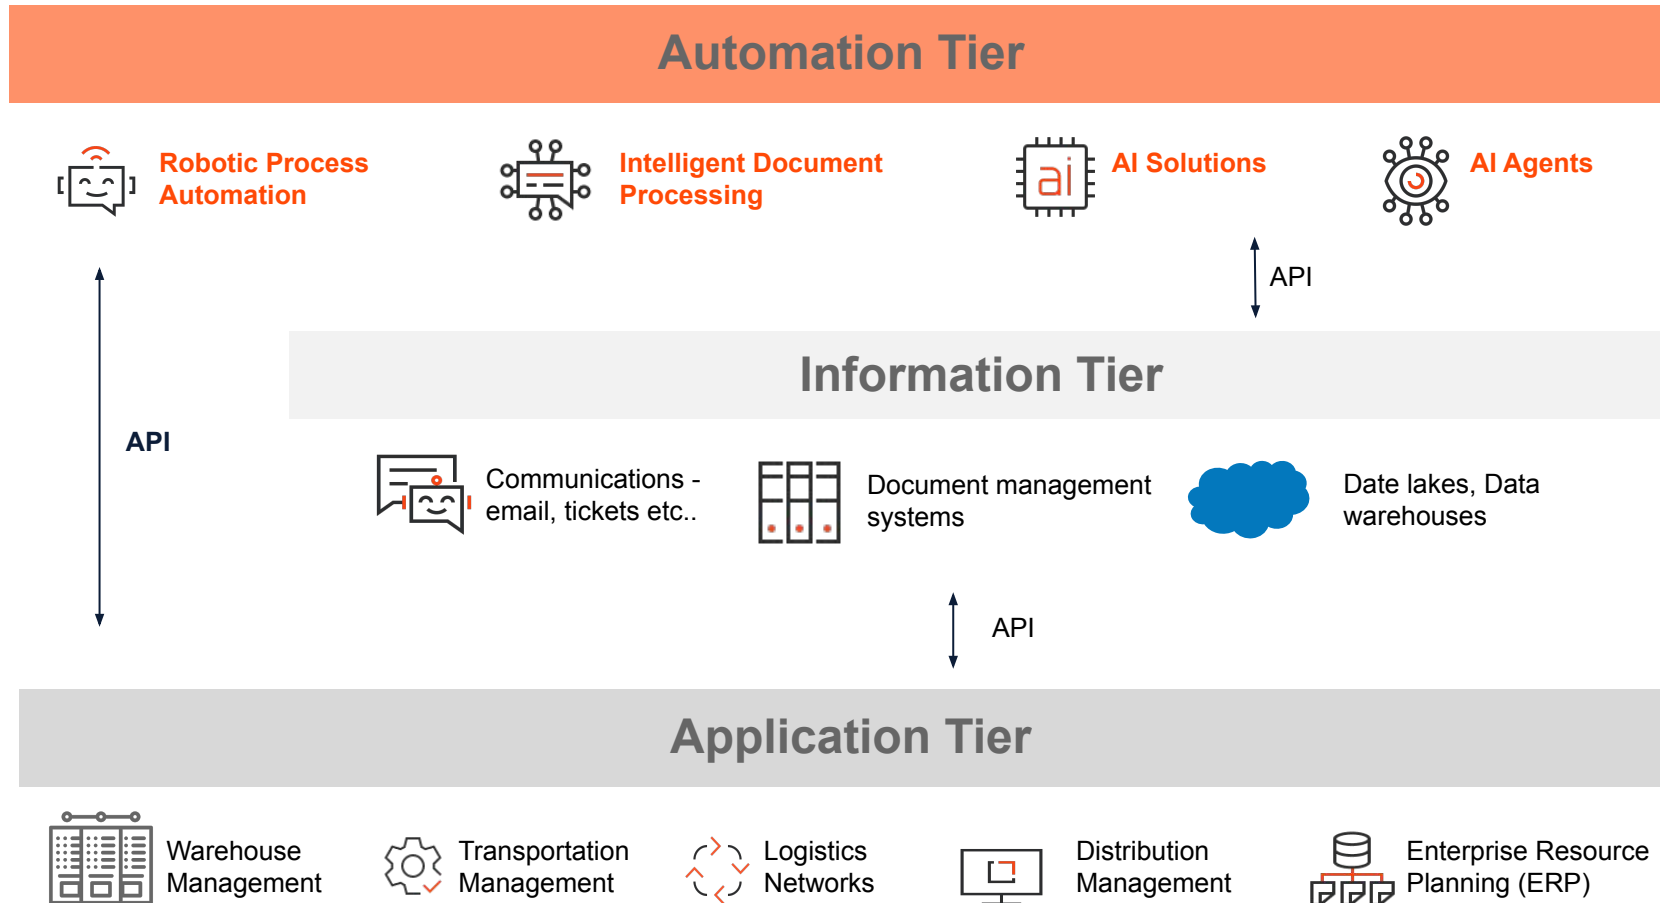 Automation Tier
Robotic Process
Automation
Intelligent Document
Processing
ai
AI Solutions
AI Agents
API
Information Tier
API
Communications -
email, tickets etc..
Document management
systems
Date lakes, Data
warehouses
API
Application Tier
Warehouse
Management
Transportation
Management
Logistics
Networks
Distribution
Management
Enterprise Resource
Planning (ERP)